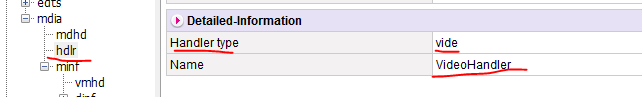 edts
mdia
mdhd
hdlr
minf
vmhd
Detailed-Information
Handler type vide
Name VideoHandler